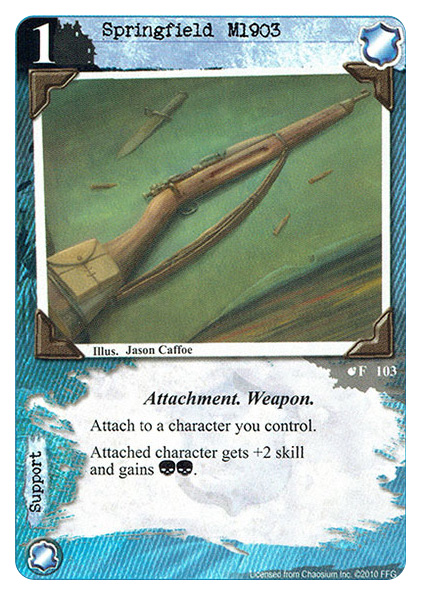 1
Springfield M1903
Illus. Jason Caffoe
F 103
Attachment. Weapon.
Attach to a character you control.
Attached character gets +2 skill
and gains .
Support
Licensed from Chaosium Inc. ©2010 FFG